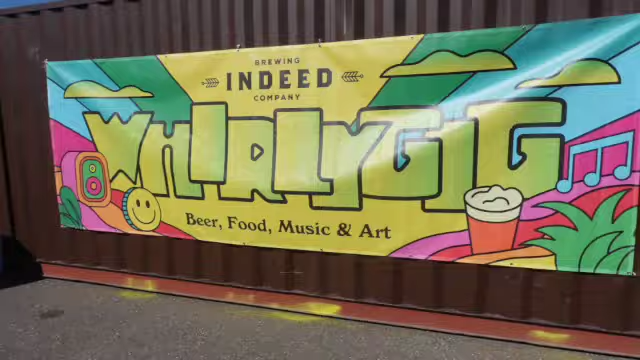 BREWING
INDEED
COMPANY
WHIRLYGIG
Beer, Food, Music & Art